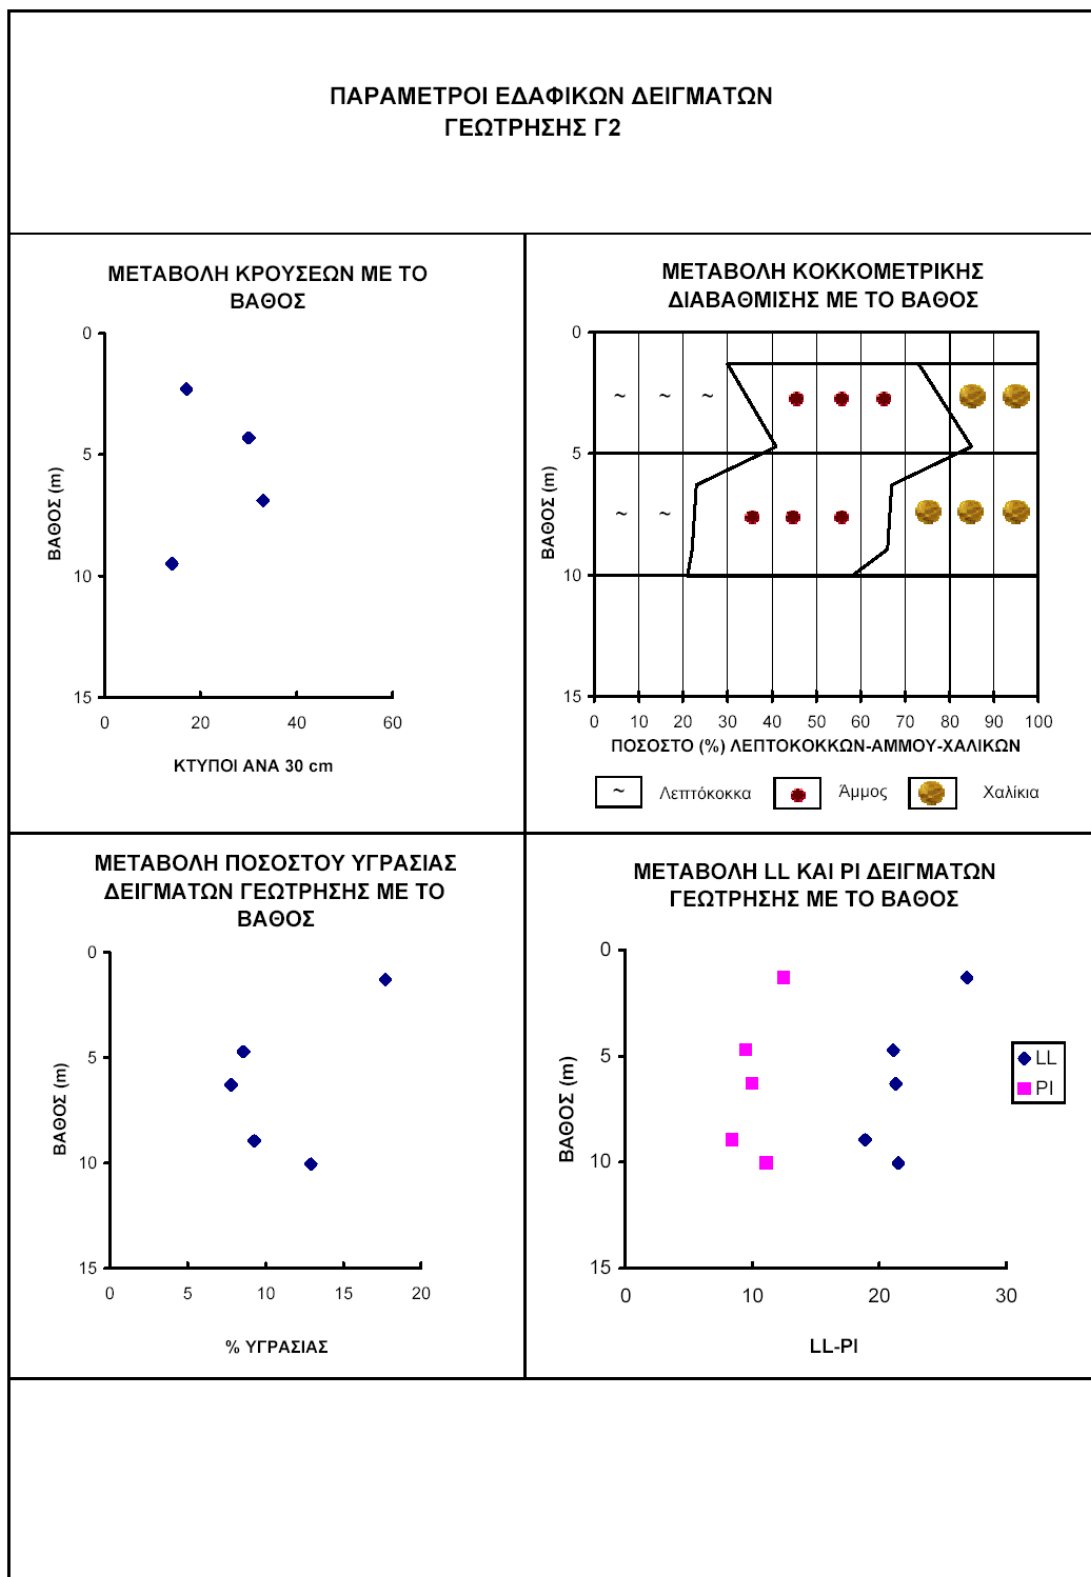 ΠΑΡΑΜΕΤΡΟΙ ΕΔΑΦΙΚΩΝ ΔΕΙΓΜΑΤΩΝ
ΓΕΩΤΡΗΣΗΣ Γ2
ΜΕΤΑΒΟΛΗ ΚΡΟΥΣΕΩΝ ΜΕ ΤΟ
ΒΑΘΟΣ
0
5
10
15
ΒΑΘΟΣ (m)
0 20 40 60
ΚΤΥΠΟΙ ΑΝΑ 30 cm
ΜΕΤΑΒΟΛΗ ΚΟΚΚΟΜΕΤΡΙΚΗΣ
ΔΙΑΒΑΘΜΙΣΗΣ ΜΕ ΤΟ ΒΑΘΟΣ
0
5
10
15
ΒΑΘΟΣ (m)
~ ~ ~
~ ~
0 10 20 30 40 50 60 70 80 90 100
ΠΟΣΟΣΤΟ (%) ΛΕΠΤΟΚΟΚΚΩΝ-ΑΜΜΟΥ-ΧΑΛΙΚΩΝ
~ Λεπτόκοκκα Άμμος Χαλίκια
ΜΕΤΑΒΟΛΗ ΠΟΣΟΣΤΟΥ ΥΓΡΑΣΙΑΣ
ΔΕΙΓΜΑΤΩΝ ΓΕΩΤΡΗΣΗΣ ΜΕ ΤΟ
ΒΑΘΟΣ
0
5
10
15
ΒΑΘΟΣ (m)
0 5 10 15 20
% ΥΓΡΑΣΙΑΣ
ΜΕΤΑΒΟΛΗ LL ΚΑΙ PI ΔΕΙΓΜΑΤΩΝ
ΓΕΩΤΡΗΣΗΣ ΜΕ ΤΟ ΒΑΘΟΣ
0
5
10
15
ΒΑΘΟΣ (m)
0 10 20 30
LL-PI
LL
PI